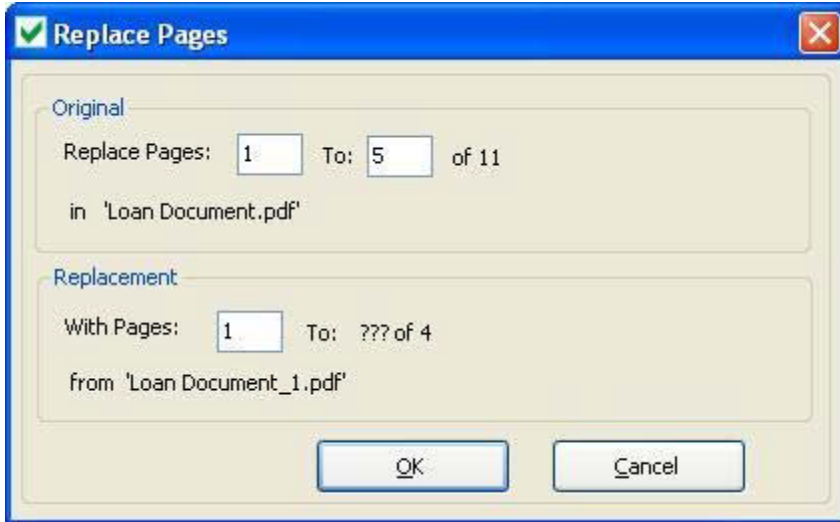 Replace Pages
Original
Replace Pages: 1 To: 5 of 11
in 'Loan Document.pdf'
Replacement
With Pages: 1 To: ??? of 4
from 'Loan Document_1.pdf'
OK Cancel